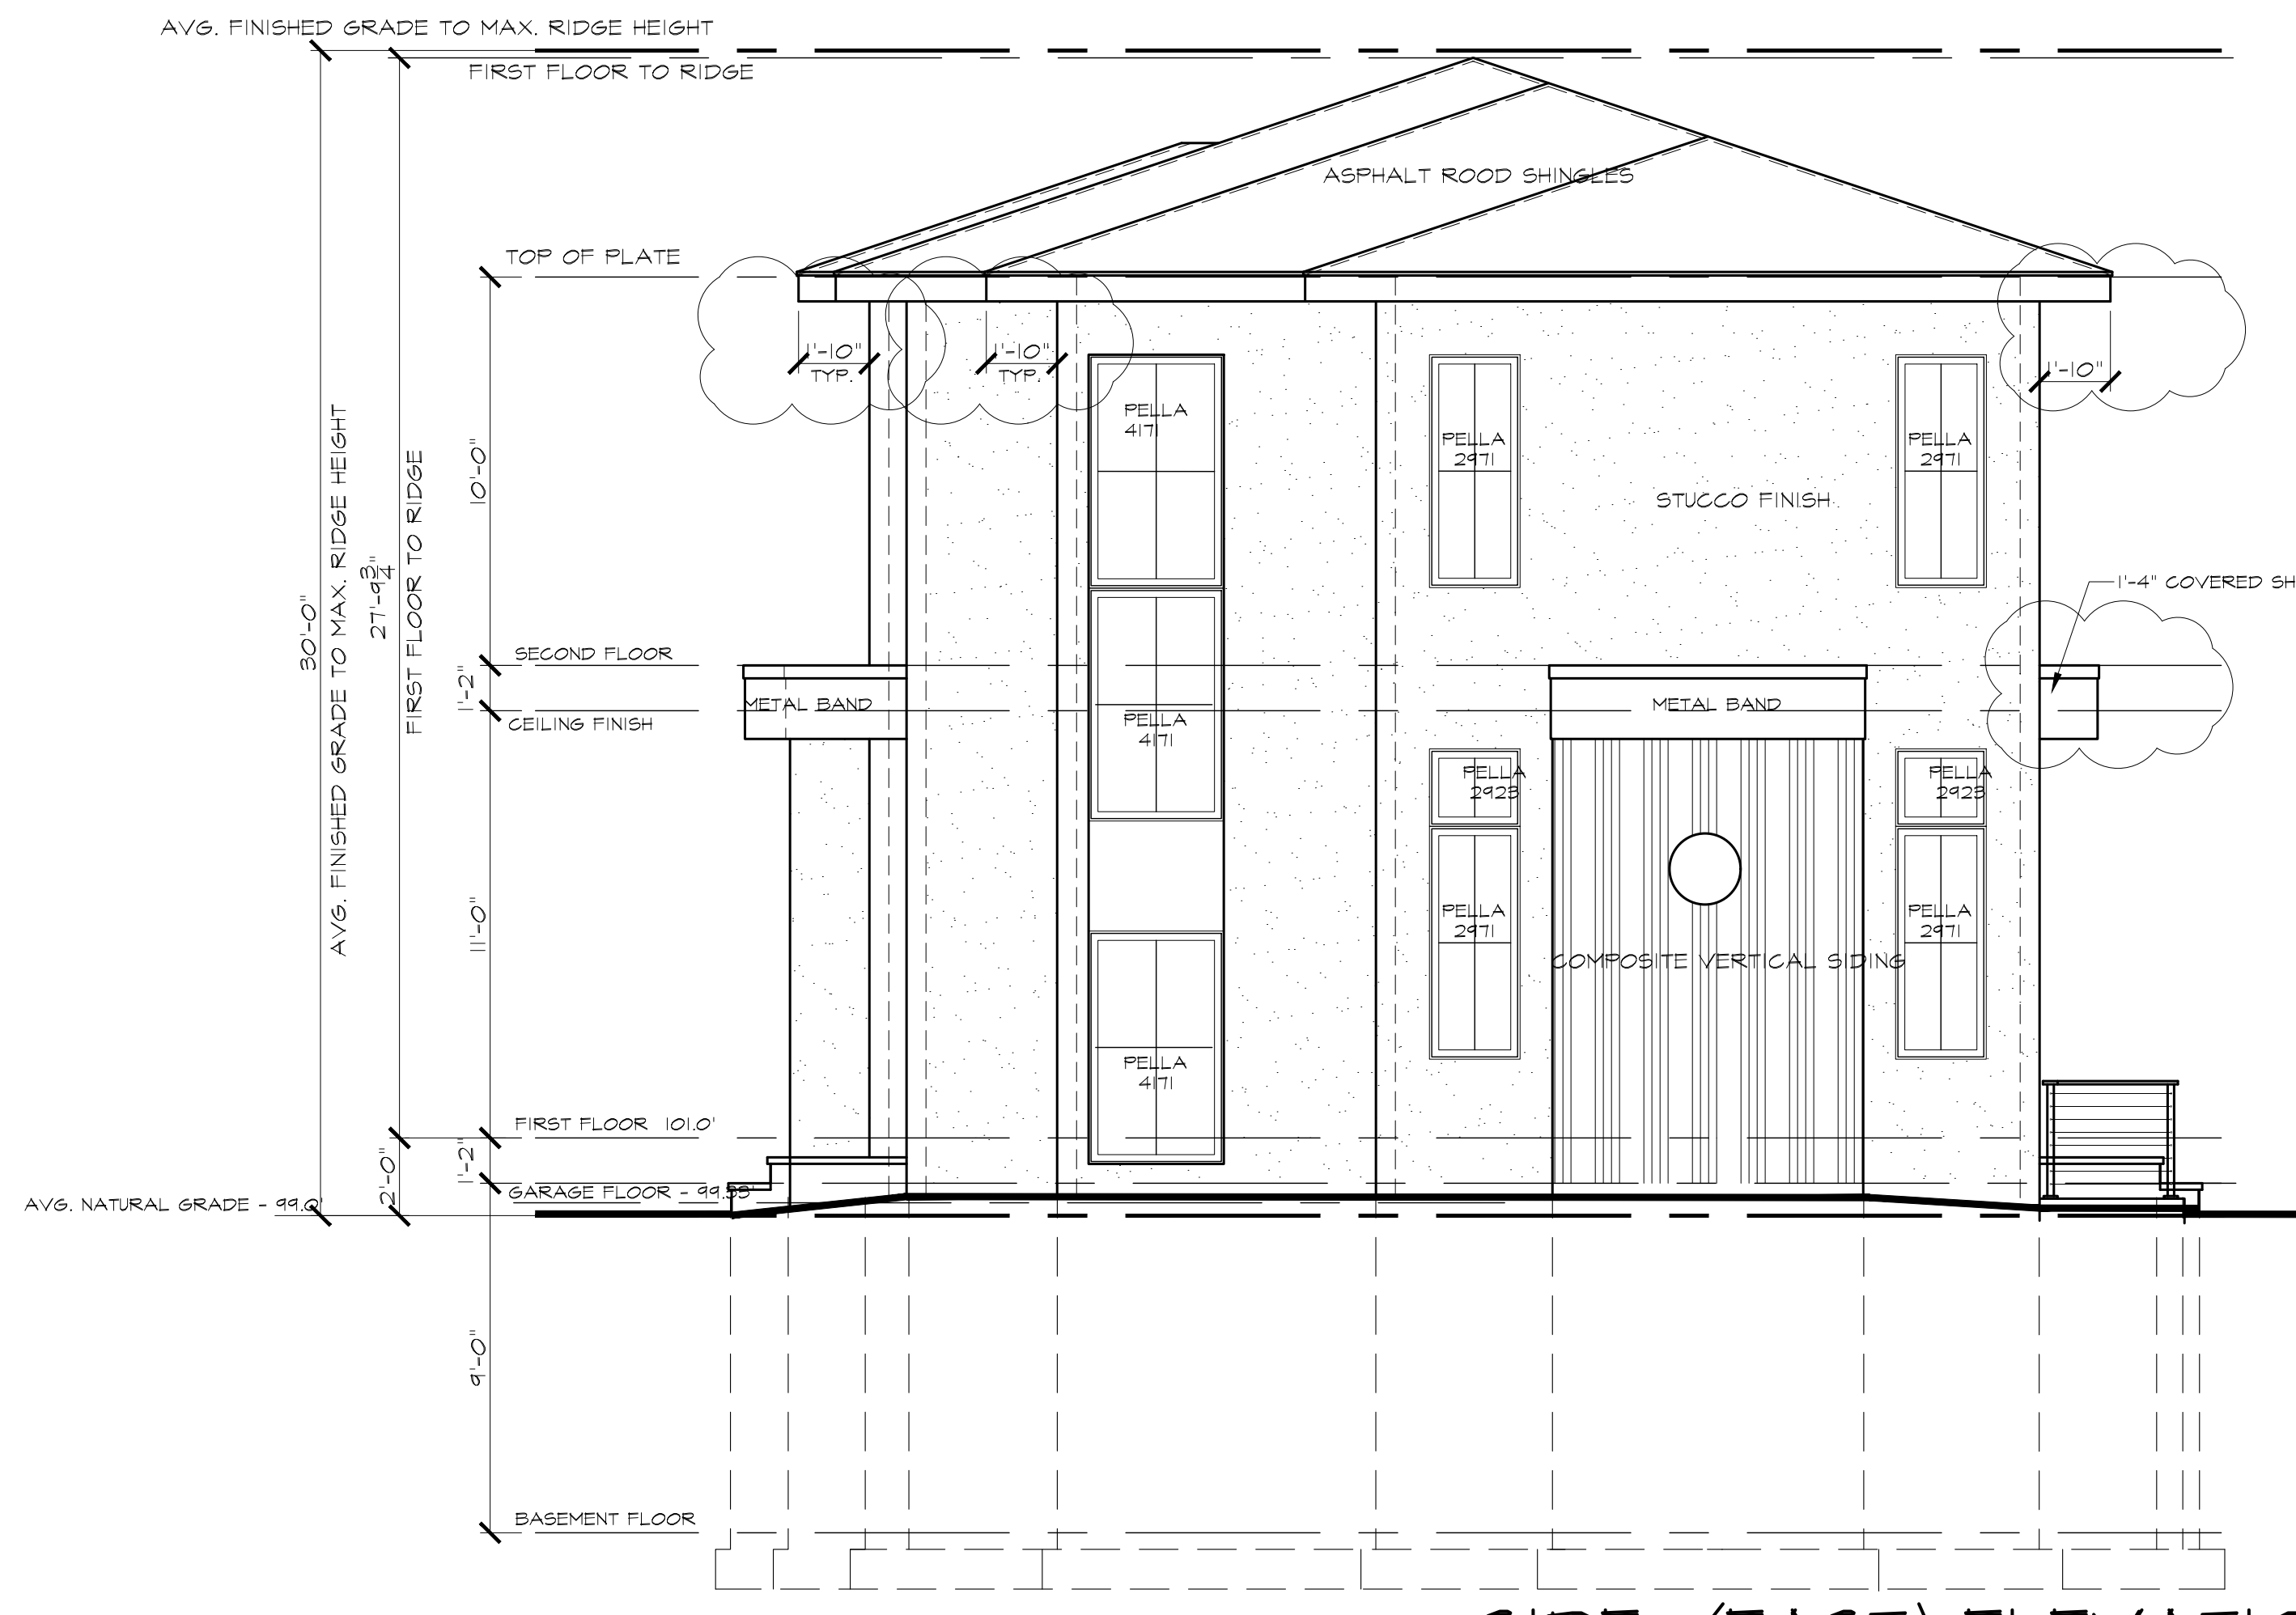 AVG. FINISHED GRADE TO MAX. RIDGE HEIGHT
FIRST FLOOR TO RIDGE
ASPHALT ROOD SHINGLES
TOP OF PLATE
1'-10"
TYP.
1'-10"
TYP.
1'-10"
PELLA
4171
PELLA
2971
PELLA
2971
STUCCO FINISH
10'-0"
AVG. FINISHED GRADE TO MAX. RIDGE HEIGHT
30'-0"
27'-9 3/4"
FIRST FLOOR TO RIDGE
1'-4" COVERED
SECOND FLOOR
1'-2"
METAL BAND
METAL BAND
CEILING FINISH
PELLA
4171
PELLA
2923
PELLA
2923
11'-0"
PELLA
2971
PELLA
2971
COMPOSITE VERTICAL SIDING
PELLA
4171
FIRST FLOOR 101.0'
1'-2"
2'-0"
GARAGE FLOOR - 99.83'
AVG. NATURAL GRADE - 99.0'
9'-0"
BASEMENT FLOOR